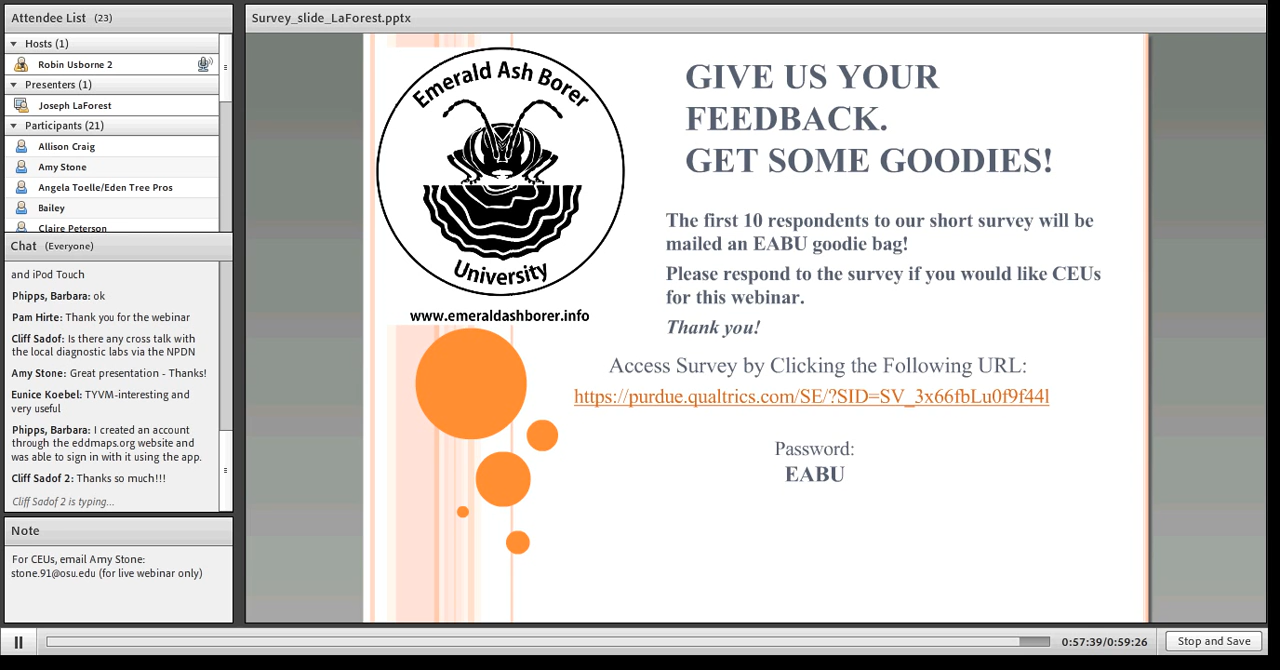 Attendee List (23)
Hosts (1)
Robin Usborne 2
Presenters (1)
Joseph LaForest
Participants (21)
Allison Craig
Amy Stone
Angela Toelle/Eden Tree Pros
Bailey
Claire Peterson
Chat (Everyone)
and iPod Touch
Phipps, Barbara: ok
Pam Hirte: Thank you for the webinar
Cliff Sadof: Is there any cross talk with
the local diagnostic labs via the NPDN
Amy Stone: Great presentation - Thanks!
Eunice Koebel: TYVM-interesting and
very useful
Phipps, Barbara: I created an account
through the eddmaps.org website and
was able to sign in with it using the app.
Cliff Sadof 2: Thanks so much!!!
Cliff Sadof 2 is typing...
Note
For CEUs, email Amy Stone:
stone.91@osu.edu (for live webinar only)
Survey_slide_LaForest.pptx
Emerald Ash Borer
University
www.emeraldashborer.info
GIVE US YOUR
FEEDBACK.
GET SOME GOODIES!
The first 10 respondents to our short survey will be
mailed an EABU goodie bag!
Please respond to the survey if you would like CEUs
for this webinar.
Thank you!
Access Survey by Clicking the Following URL:
https://purdue.qualtrics.com/SE/?SID=SV_3x66fbLu0f9f44l
Password:
EABU
0:57:39/0:59:26
Stop and Save